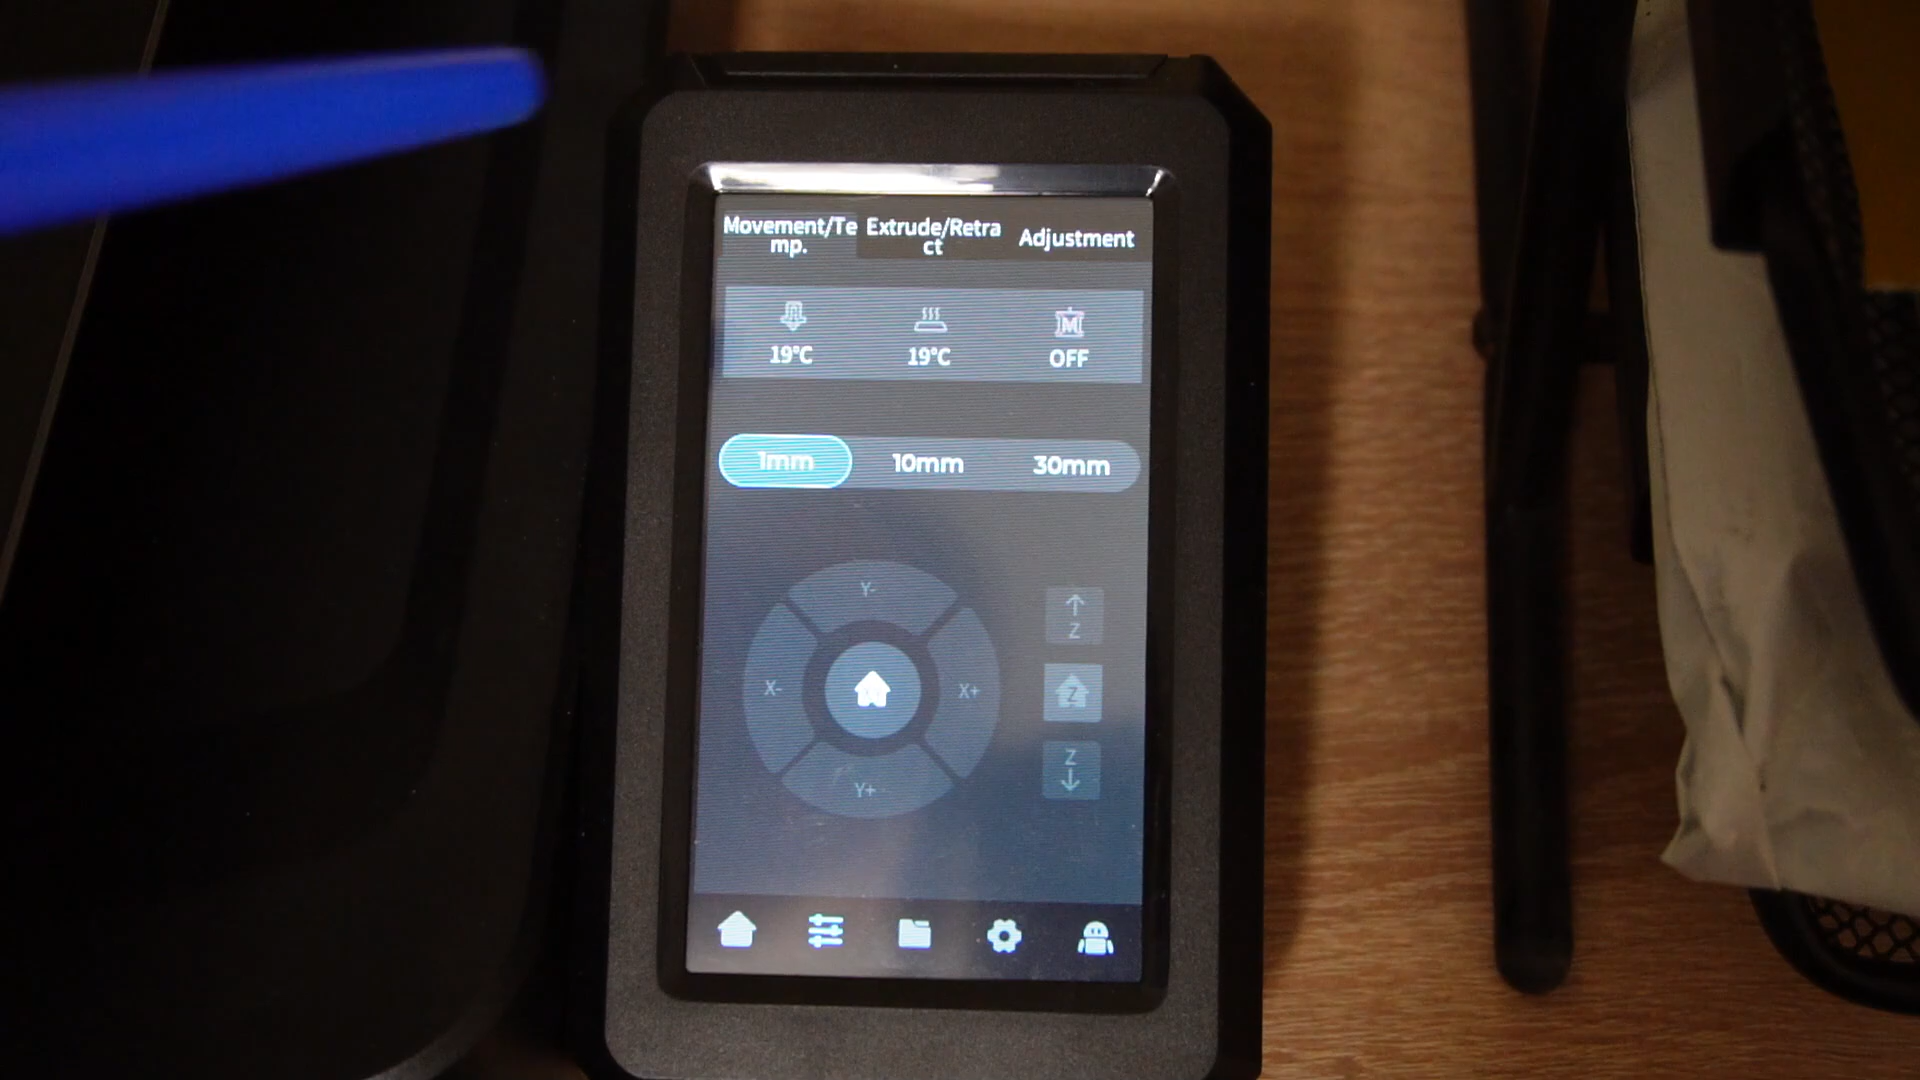 Movement/Te
mp.
Extrude/Retra
ct
Adjustment
19°C
19°C
M
OFF
1mm
10mm
30mm
Y-
X-
X+
Y+
Z
Z
Z